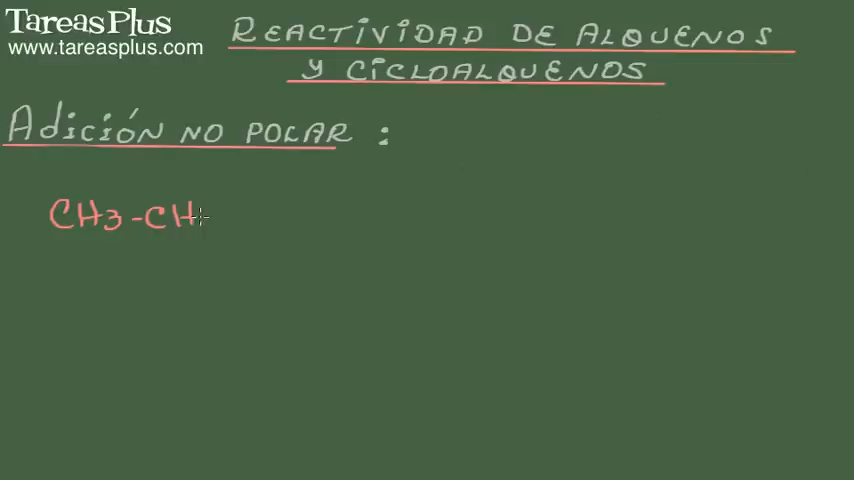 TareasPlus
www.tareasplus.com
REACTIVIDAD DE ALQUENOS
Y CICLOALQUENOS
Adición NO POLAR :
CH3-CH